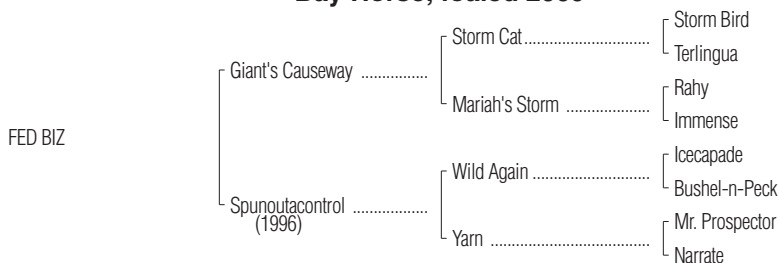 Bay Horse; foaled 2009
Storm Bird
Storm Cat
Terlingua
Giant's Causeway
Rahy
Mariah's Storm
Immense
FED BIZ
Icecapade
Wild Again
Bushel-n-Peck
Spunoutacontrol
(1996)
Mr. Prospector
Yarn
Narrate